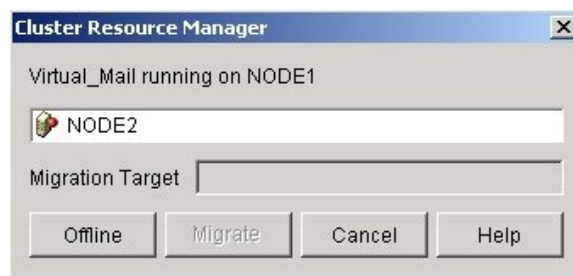 Cluster Resource Manager
Virtual_Mail running on NODE1
NODE2
Migration Target
Offline Migrate Cancel Help